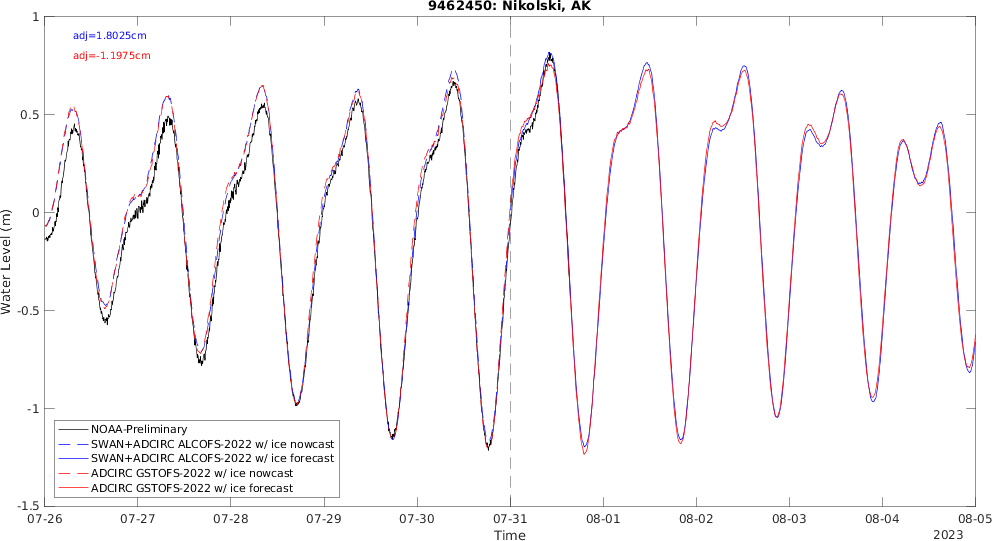 9462450: Nikolski, AK
adj=1.8025cm
adj=-1.1975cm
Water Level (m)
1
0.5
0
-0.5
-1
-1.5
NOAA-Preliminary
SWAN+ADCIRC ALCOFS-2022 w/ ice nowcast
SWAN+ADCIRC ALCOFS-2022 w/ ice forecast
ADCIRC GSTOFS-2022 w/ ice nowcast
ADCIRC GSTOFS-2022 w/ ice forecast
07-26 07-27 07-28 07-29 07-30 07-31 08-01 08-02 08-03 08-04 08-05
Time
2023